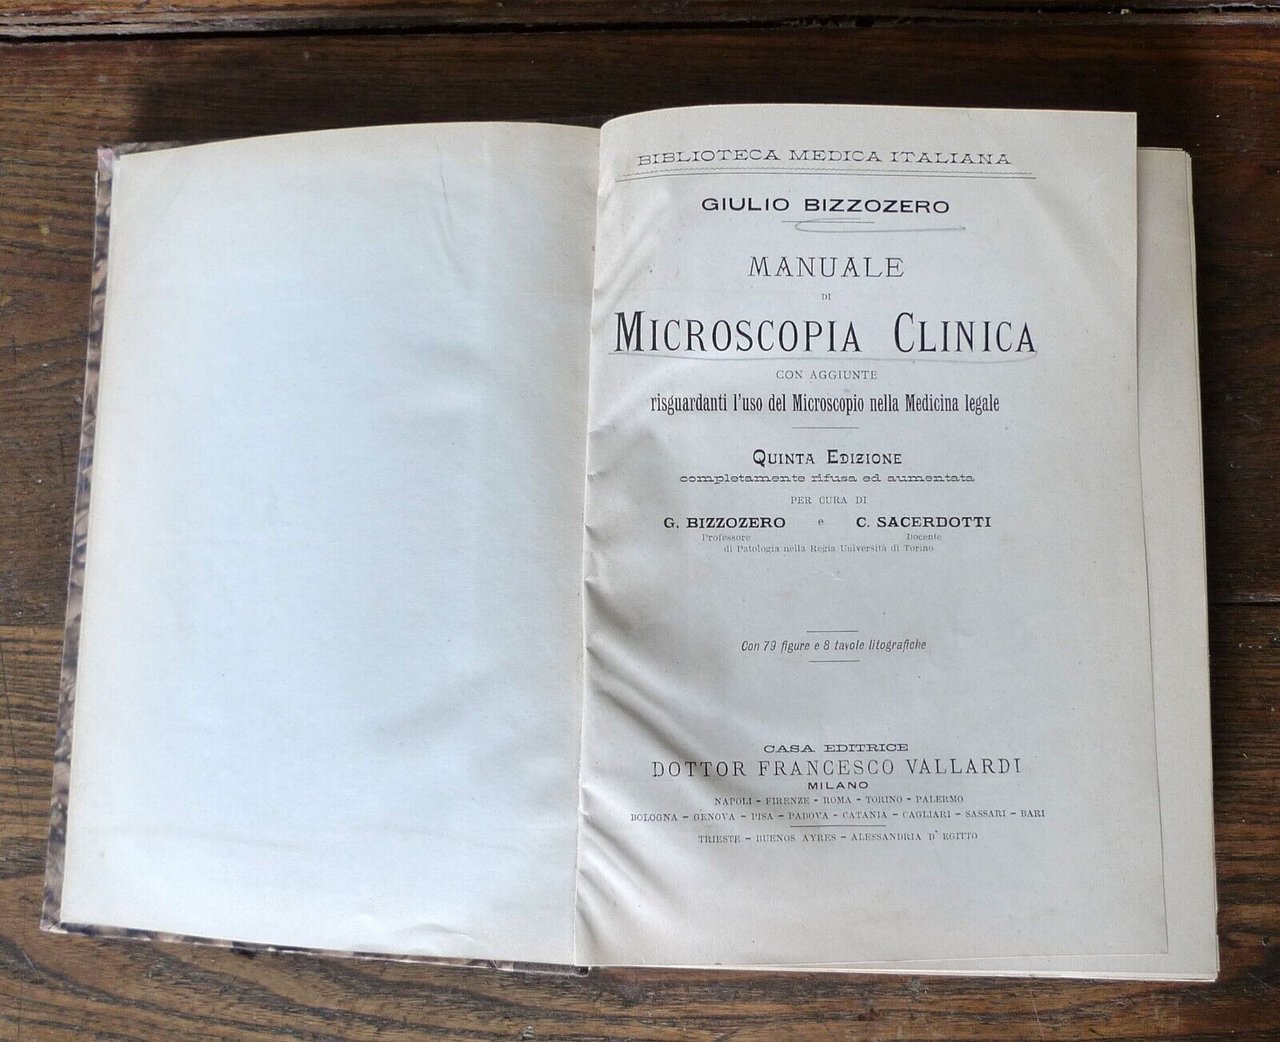 BIBLIOTECA MEDICA ITALIANA
GIULIO BIZZOZERO
MANUALE
DI
MICROSCOPIA CLINICA
CON AGGIUNTE
risguardanti l'uso del Microscopio nella Medicina legale
QUINTA EDIZIONE
completamente rifusa ed aumentata
PER CURA DI
G. BIZZOZERO e C. SACERDOTTI
Professore Docente
di Patologia nella Regia Università di Torino
Con 79 figure e 8 tavole litografiche
CASA EDITRICE
DOTTOR FRANCESCO VALLARDI
MILANO
NAPOLI - FIRENZE - ROMA - TORINO - PALERMO
BOLOGNA - GENOVA - PISA - PADOVA - CATANIA - CAGLIARI - SASSARI - BARI
TRIESTE - BUENOS AYRES - ALESSANDRIA D'EGITTO